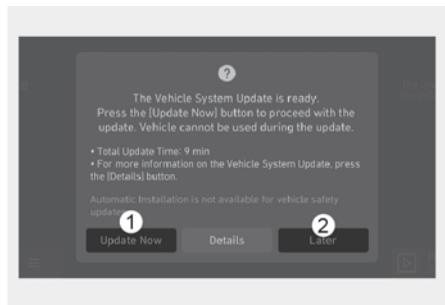 ?
The Vehicle System Update is ready.
Press the [Update Now] button to proceed with the
update. Vehicle cannot be used during the update.
• Total Update Time: 9 min
• For more information on the Vehicle System Update, press
the [Details] button.
Automatic Installation is not available for vehicle safety
updates.
1
2
Update Now Details Later